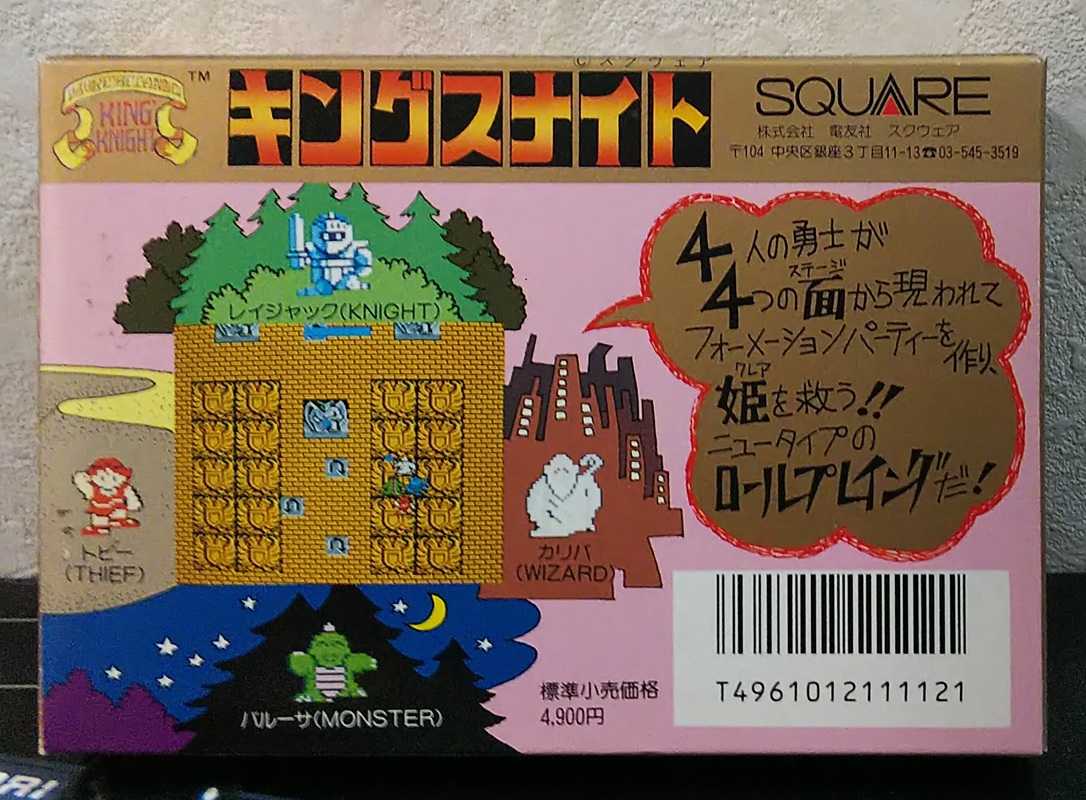 KING'S
KNIGHT
TM
© スクウェア
キングスナイト
SQUARE
株式会社 電友社 スクウェア
〒104 中央区銀座3丁目11-13☎03-545-3519
レイジャック(KNIGHT)
トビー
(THIEF)
カリバ
(WIZARD)
バルーサ(MONSTER)
4人の勇士が
ステージ
4つの面から現われて
フォーメーションパーティーを
作り、
クレア
姫を救う!!
ニュータイプの
ロールプレイングだ!
標準小売価格
4,900円
T4961012111121